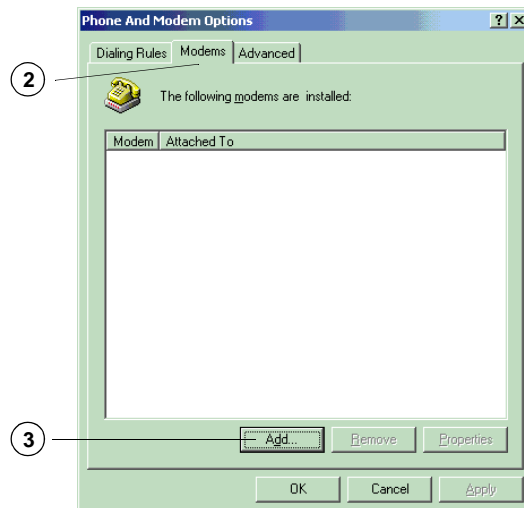 Phone And Modem Options
Dialing Rules Modems Advanced
2
The following modems are installed:
Modem Attached To
3
Add... Remove Properties
OK Cancel Apply